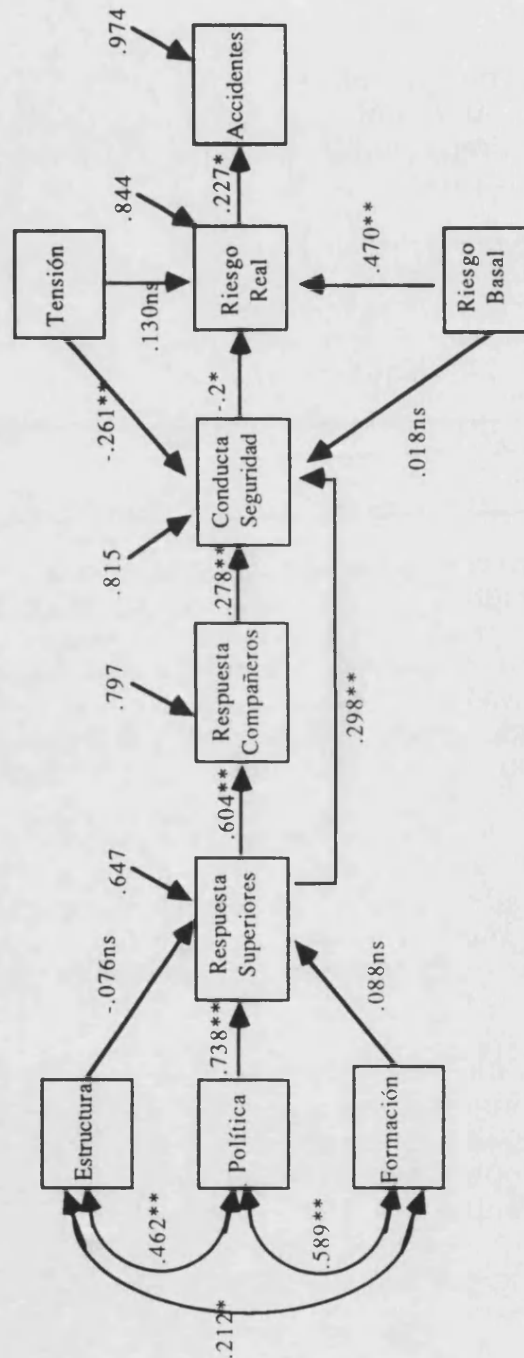 Estructura
Política
Formación
.462**
.589**
.212*
-.076ns
.738**
.088ns
.647
Respuesta
Superiores
.604**
.298**
.797
Respuesta
Compañeros
.278**
.815
Conducta
Seguridad
-.261**
-.2*
.018ns
Tensión
.130ns
.844
Riesgo
Real
.470**
Riesgo
Basal
.227*
.974
Accidentes